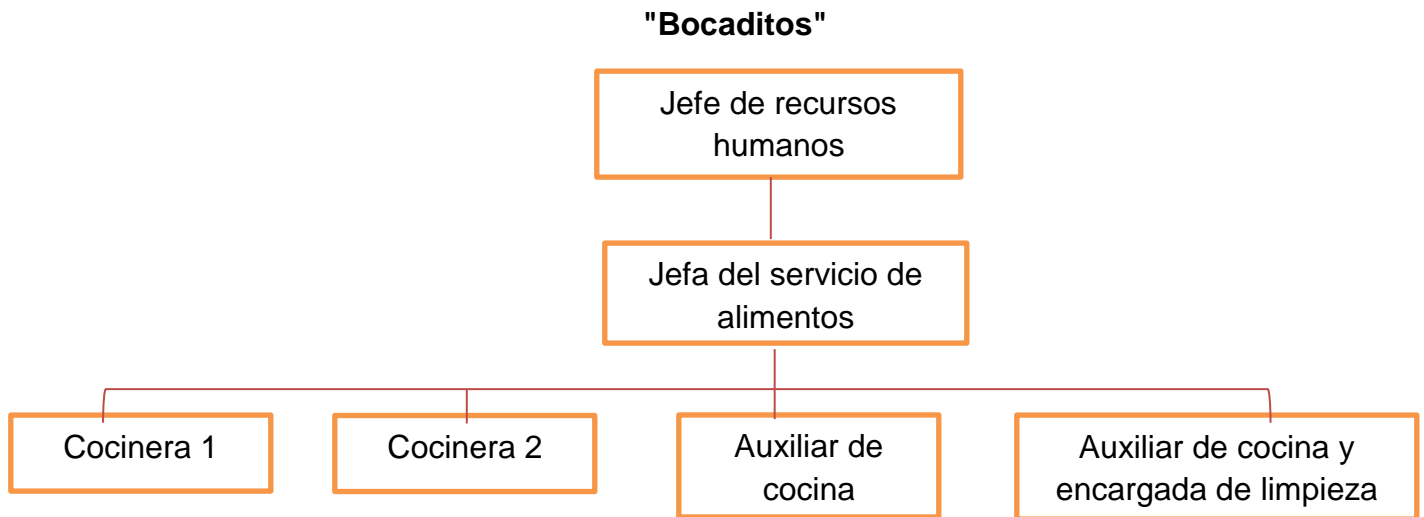 "Bocaditos"
Jefe de recursos
humanos
Jefa del servicio de
alimentos
Cocinera 1
Cocinera 2
Auxiliar de
cocina
Auxiliar de cocina y
encargada de limpieza